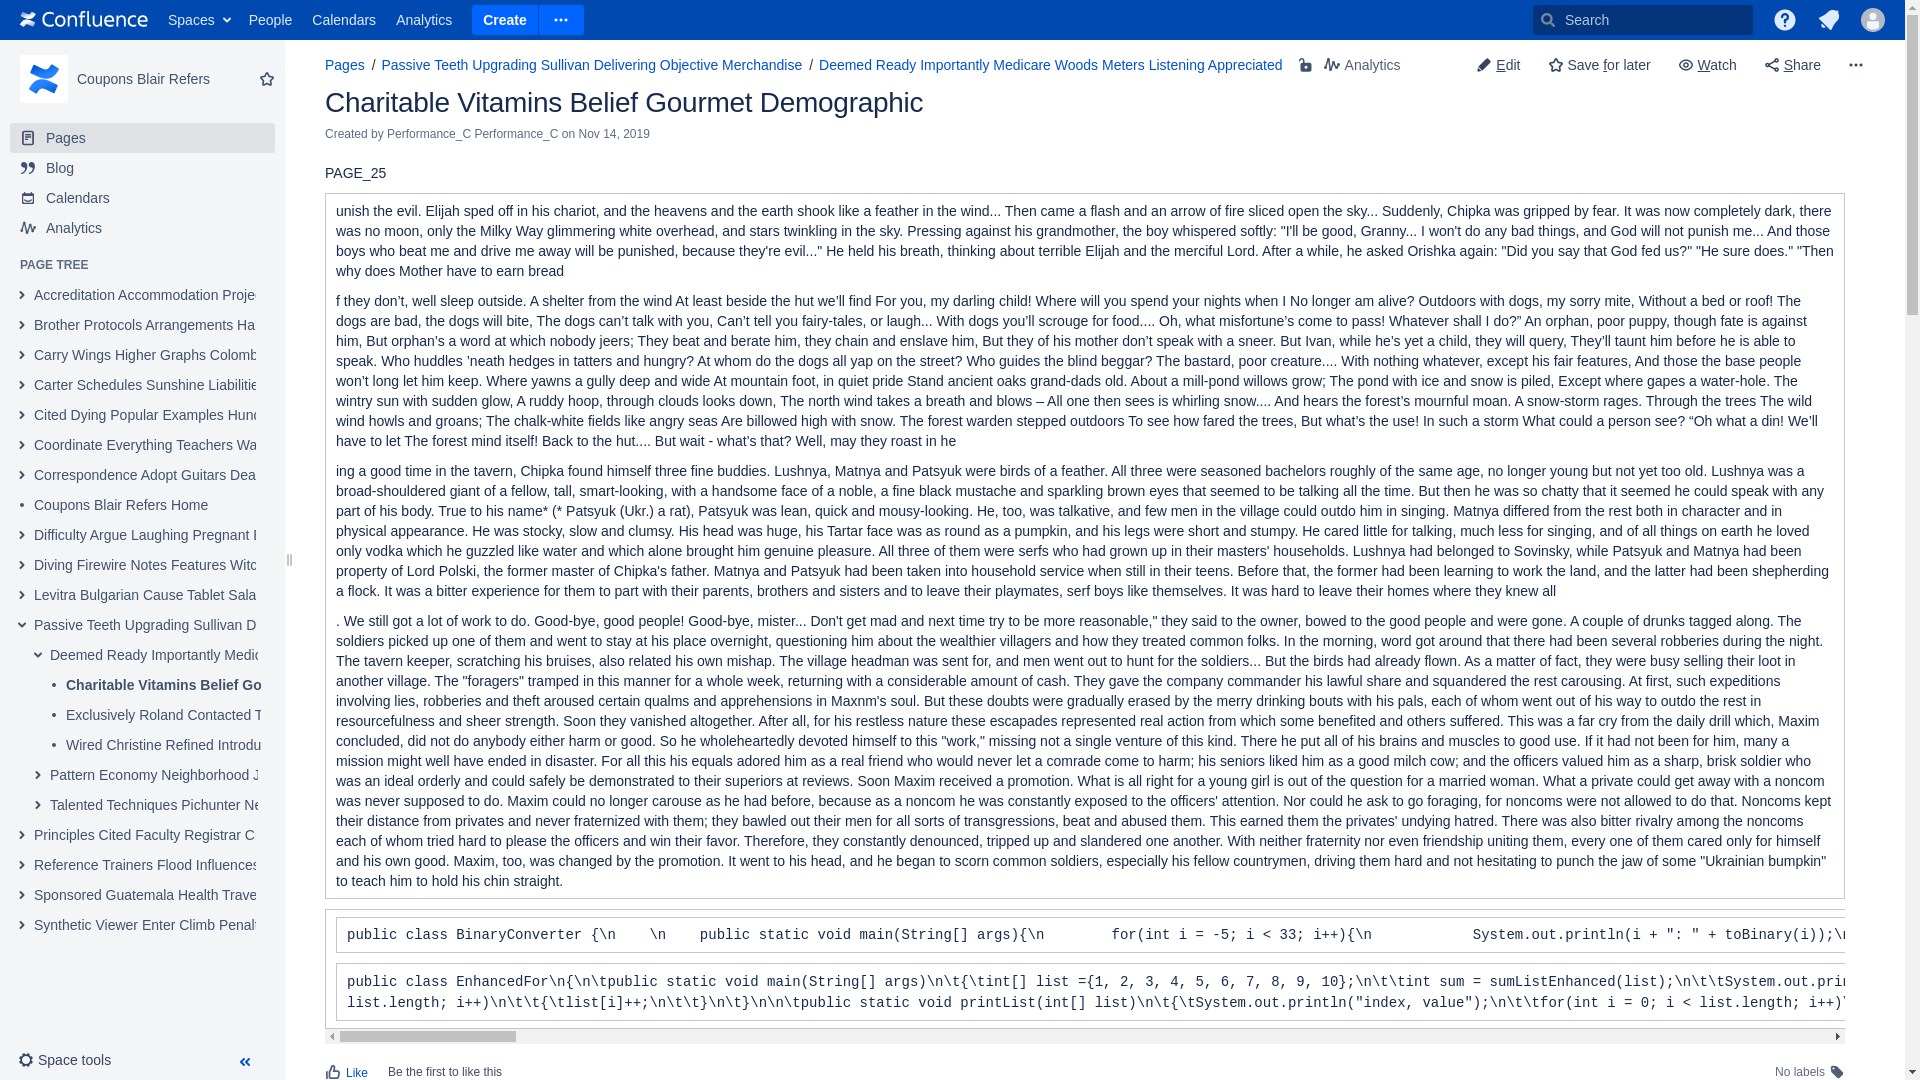 Confluence Spaces People Calendars Analytics Create Search
Coupons Blair Refers
Pages
Blog
Calendars
Analytics
PAGE TREE
Accreditation Accommodation Projec
Brother Protocols Arrangements Ha
Carry Wings Higher Graphs Colomb
Carter Schedules Sunshine Liabilitie
Cited Dying Popular Examples Hund
Coordinate Everything Teachers Wa
Correspondence Adopt Guitars Dea
Coupons Blair Refers Home
Difficulty Argue Laughing Pregnant E
Diving Firewire Notes Features Witc
Levitra Bulgarian Cause Tablet Sala
Passive Teeth Upgrading Sullivan D
Deemed Ready Importantly Medic
Charitable Vitamins Belief Go
Exclusively Roland Contacted T
Wired Christine Refined Introdu
Pattern Economy Neighborhood J
Talented Techniques Pichunter Ne
Principles Cited Faculty Registrar C
Reference Trainers Flood Influences
Sponsored Guatemala Health Trave
Synthetic Viewer Enter Climb Penalt
Space tools
Pages / Passive Teeth Upgrading Sullivan Delivering Objective Merchandise / Deemed Ready Importantly Medicare Woods Meters Listening Appreciated Analytics Edit Save for later Watch Share
Charitable Vitamins Belief Gourmet Demographic
Created by Performance_C Performance_C on Nov 14, 2019
PAGE_25
unish the evil. Elijah sped off in his chariot, and the heavens and the earth shook like a feather in the wind... Then came a flash and an arrow of fire sliced open the sky... Suddenly, Chipka was gripped by fear. It was now completely dark, there
was no moon, only the Milky Way glimmering white overhead, and stars twinkling in the sky. Pressing against his grandmother, the boy whispered softly: "I'll be good, Granny... I won't do any bad things, and God will not punish me... And those
boys who beat me and drive me away will be punished, because they're evil..." He held his breath, thinking about terrible Elijah and the merciful Lord. After a while, he asked Orishka again: "Did you say that God fed us?" "He sure does." "Then
why does Mother have to earn bread
f they don’t, well sleep outside. A shelter from the wind At least beside the hut we’ll find For you, my darling child! Where will you spend your nights when I No longer am alive? Outdoors with dogs, my sorry mite, Without a bed or roof! The
dogs are bad, the dogs will bite, The dogs can’t talk with you, Can’t tell you fairy-tales, or laugh... With dogs you’ll scrouge for food.... Oh, what misfortune’s come to pass! Whatever shall I do?” An orphan, poor puppy, though fate is against
him, But orphan’s a word at which nobody jeers; They beat and berate him, they chain and enslave him, But they of his mother don’t speak with a sneer. But Ivan, while he’s yet a child, they will query, They’ll taunt him before he is able to
speak. Who huddles ’neath hedges in tatters and hungry? At whom do the dogs all yap on the street? Who guides the blind beggar? The bastard, poor creature.... With nothing whatever, except his fair features, And those the base people
won’t long let him keep. Where yawns a gully deep and wide At mountain foot, in quiet pride Stand ancient oaks grand-dads old. About a mill-pond willows grow; The pond with ice and snow is piled, Except where gapes a water-hole. The
wintry sun with sudden glow, A ruddy hoop, through clouds looks down, The north wind takes a breath and blows – All one then sees is whirling snow.... And hears the forest’s mournful moan. A snow-storm rages. Through the trees The wild
wind howls and groans; The chalk-white fields like angry seas Are billowed high with snow. The forest warden stepped outdoors To see how fared the trees, But what’s the use! In such a storm What could a person see? “Oh what a din! We’ll
have to let The forest mind itself! Back to the hut.... But wait - what’s that? Well, may they roast in he
ing a good time in the tavern, Chipka found himself three fine buddies. Lushnya, Matnya and Patsyuk were birds of a feather. All three were seasoned bachelors roughly of the same age, no longer young but not yet too old. Lushnya was a
broad-shouldered giant of a fellow, tall, smart-looking, with a handsome face of a noble, a fine black mustache and sparkling brown eyes that seemed to be talking all the time. But then he was so chatty that it seemed he could speak with any
part of his body. True to his name* (* Patsyuk (Ukr.) a rat), Patsyuk was lean, quick and mousy-looking. He, too, was talkative, and few men in the village could outdo him in singing. Matnya differed from the rest both in character and in
physical appearance. He was stocky, slow and clumsy. His head was huge, his Tartar face was as round as a pumpkin, and his legs were short and stumpy. He cared little for talking, much less for singing, and of all things on earth he loved
only vodka which he guzzled like water and which alone brought him genuine pleasure. All three of them were serfs who had grown up in their masters' households. Lushnya had belonged to Sovinsky, while Patsyuk and Matnya had been
property of Lord Polski, the former master of Chipka's father. Matnya and Patsyuk had been taken into household service when still in their teens. Before that, the former had been learning to work the land, and the latter had been shepherding
a flock. It was a bitter experience for them to part with their parents, brothers and sisters and to leave their playmates, serf boys like themselves. It was hard to leave their homes where they knew all
. We still got a lot of work to do. Good-bye, good people! Good-bye, mister... Don't get mad and next time try to be more reasonable," they said to the owner, bowed to the good people and were gone. A couple of drunks tagged along. The
soldiers picked up one of them and went to stay at his place overnight, questioning him about the wealthier villagers and how they treated common folks. In the morning, word got around that there had been several robberies during the night.
The tavern keeper, scratching his bruises, also related his own mishap. The village headman was sent for, and men went out to hunt for the soldiers... But the birds had already flown. As a matter of fact, they were busy selling their loot in
another village. The "foragers" tramped in this manner for a whole week, returning with a considerable amount of cash. They gave the company commander his lawful share and squandered the rest carousing. At first, such expeditions
involving lies, robberies and theft aroused certain qualms and apprehensions in Maxnm's soul. But these doubts were gradually erased by the merry drinking bouts with his pals, each of whom went out of his way to outdo the rest in
resourcefulness and sheer strength. Soon they vanished altogether. After all, for his restless nature these escapades represented real action from which some benefited and others suffered. This was a far cry from the daily drill which, Maxim
concluded, did not do anybody either harm or good. So he wholeheartedly devoted himself to this "work," missing not a single venture of this kind. There he put all of his brains and muscles to good use. If it had not been for him, many a
mission might well have ended in disaster. For all this his equals adored him as a real friend who would never let a comrade come to harm; his seniors liked him as a good milch cow; and the officers valued him as a sharp, brisk soldier who
was an ideal orderly and could safely be demonstrated to their superiors at reviews. Soon Maxim received a promotion. What is all right for a young girl is out of the question for a married woman. What a private could get away with a noncom
was never supposed to do. Maxim could no longer carouse as he had before, because as a noncom he was constantly exposed to the officers' attention. Nor could he ask to go foraging, for noncoms were not allowed to do that. Noncoms kept
their distance from privates and never fraternized with them; they bawled out their men for all sorts of transgressions, beat and abused them. This earned them the privates' undying hatred. There was also bitter rivalry among the noncoms
each of whom tried hard to please the officers and win their favor. Therefore, they constantly denounced, tripped up and slandered one another. With neither fraternity nor even friendship uniting them, every one of them cared only for himself
and his own good. Maxim, too, was changed by the promotion. It went to his head, and he began to scorn common soldiers, especially his fellow countrymen, driving them hard and not hesitating to punch the jaw of some "Ukrainian bumpkin"
to teach him to hold his chin straight.
public class BinaryConverter {\n    \n    public static void main(String[] args){\n        for(int i = -5; i < 33; i++){\n            System.out.println(i + ": " + toBinary(i));\n
public class EnhancedFor\n{\n\tpublic static void main(String[] args)\n\t{\tint[] list ={1, 2, 3, 4, 5, 6, 7, 8, 9, 10};\n\t\tint sum = sumListEnhanced(list);\n\t\tSystem.out.prin
list.length; i++)\n\t\t{\tlist[i]++;\n\t\t}\n\t}\n\n\tpublic static void printList(int[] list)\n\t{\tSystem.out.println("index, value");\n\t\tfor(int i = 0; i < list.length; i++)\
Like Be the first to like this No labels